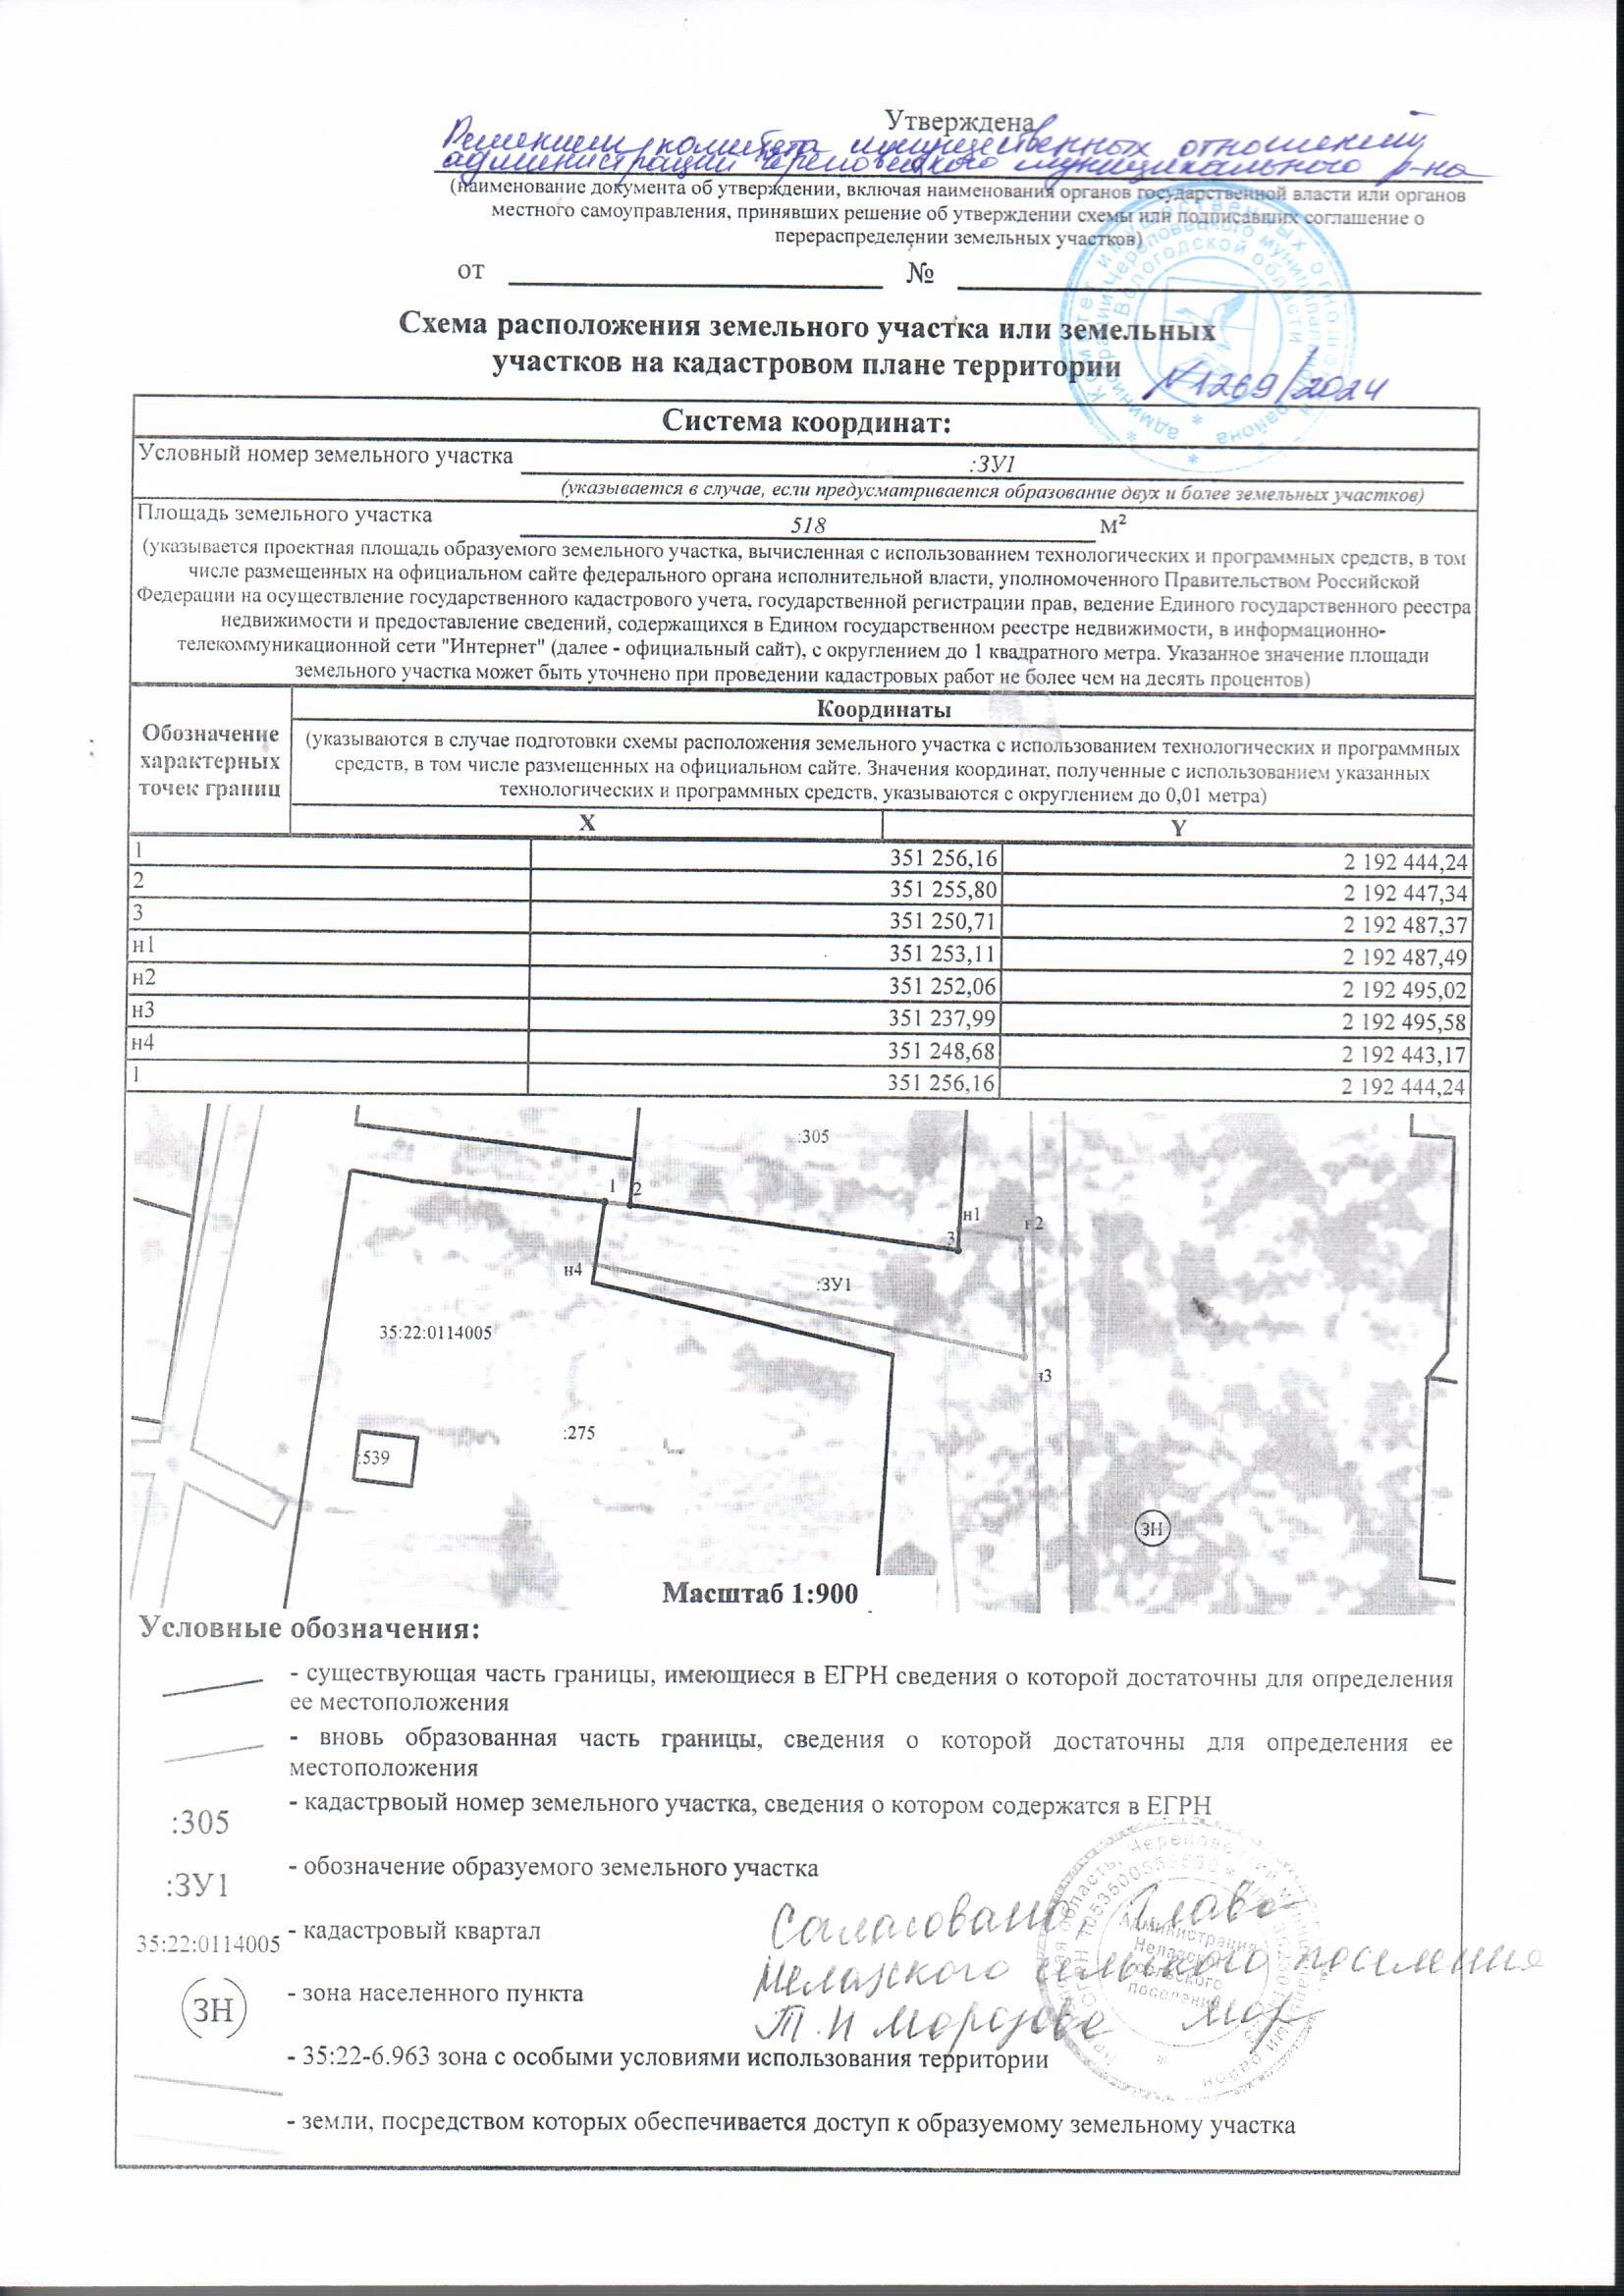 Утверждена
Решением комитета имущественных отношений
администрации Череповецкого муниципального р-на
(наименование документа об утверждении, включая наименования органов государственной власти или органов
местного самоуправления, принявших решение об утверждении схемы или подписавших соглашение о
перераспределении земельных участков)
от № 
Схема расположения земельного участка или земельных
участков на кадастровом плане территории
№1269/2024
Система координат:
Условный номер земельного участка :ЗУ1
(указывается в случае, если предусматривается образование двух и более земельных участков)
Площадь земельного участка 518 м²
(указывается проектная площадь образуемого земельного участка, вычисленная с использованием технологических и программных средств, в том
числе размещенных на официальном сайте федерального органа исполнительной власти, уполномоченного Правительством Российской
Федерации на осуществление государственного кадастрового учета, государственной регистрации прав, ведение Единого государственного реестра
недвижимости и предоставление сведений, содержащихся в Едином государственном реестре недвижимости, в информационно-
телекоммуникационной сети "Интернет" (далее - официальный сайт), с округлением до 1 квадратного метра. Указанное значение площади
земельного участка может быть уточнено при проведении кадастровых работ не более чем на десять процентов)
Обозначение
характерных
точек границ
Координаты
(указываются в случае подготовки схемы расположения земельного участка с использованием технологических и программных
средств, в том числе размещенных на официальном сайте. Значения координат, полученные с использованием указанных
технологических и программных средств, указываются с округлением до 0,01 метра)
X Y
1 351 256,16 2 192 444,24
2 351 255,80 2 192 447,34
3 351 250,71 2 192 487,37
н1 351 253,11 2 192 487,49
н2 351 252,06 2 192 495,02
н3 351 237,99 2 192 495,58
н4 351 248,68 2 192 443,17
1 351 256,16 2 192 444,24
:305
1 2
н1
н2
3
н4
:ЗУ1
35:22:0114005
н3
:275
:539
ЗН
Масштаб 1:900
Условные обозначения:
- существующая часть границы, имеющиеся в ЕГРН сведения о которой достаточны для определения
ее местоположения
- вновь образованная часть границы, сведения о которой достаточны для определения ее
местоположения
:305 - кадастрвоый номер земельного участка, сведения о котором содержатся в ЕГРН
:ЗУ1 - обозначение образуемого земельного участка
35:22:0114005 - кадастровый квартал
ЗН - зона населенного пункта
- 35:22-6.963 зона с особыми условиями использования территории
- земли, посредством которых обеспечивается доступ к образуемому земельному участка
Согласовано Глава
Нелазского сельского поселения
Т.Н Морозова
Комитет имущественных отношений
администрации Череповецкого муниципального района
Вологодской области
Администрация
Нелазского
сельского
поселения